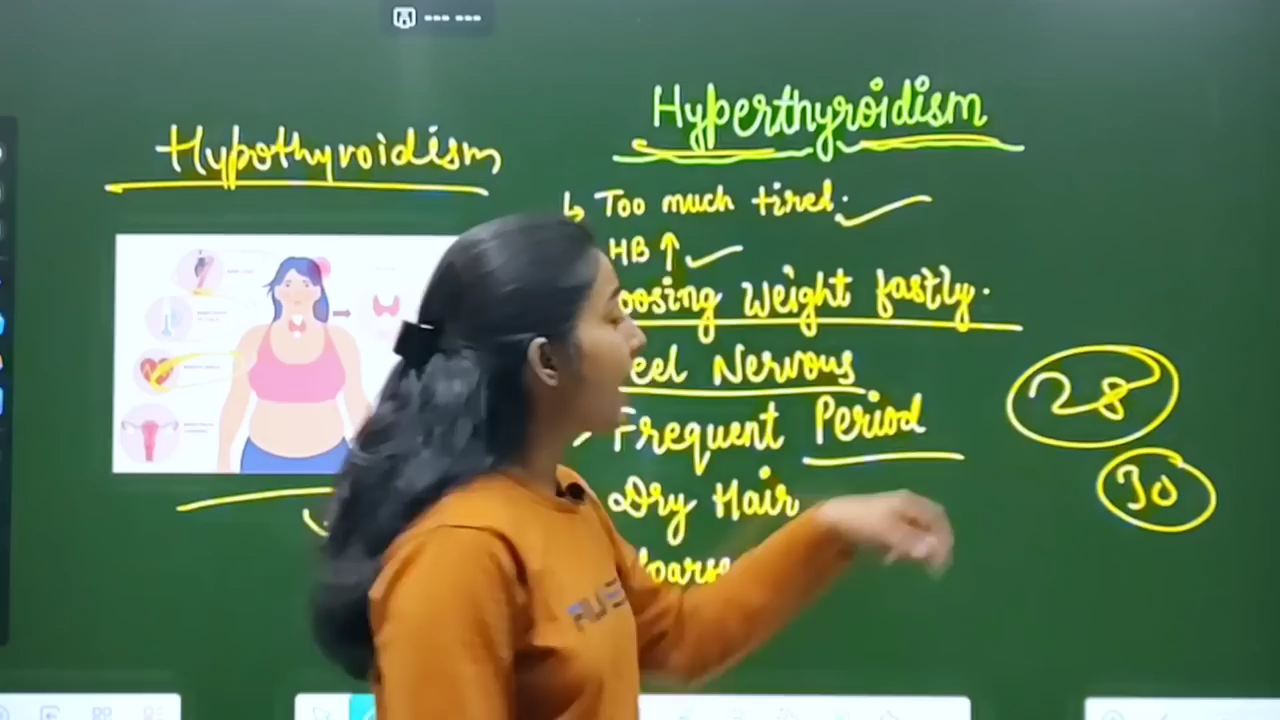 Hypothyroidism
Hyperthyroidism
↳ Too much tired.
HB ↑
oosing Weight fastly.
eel Nervous
Frequent Period
Dry Hair
28
30